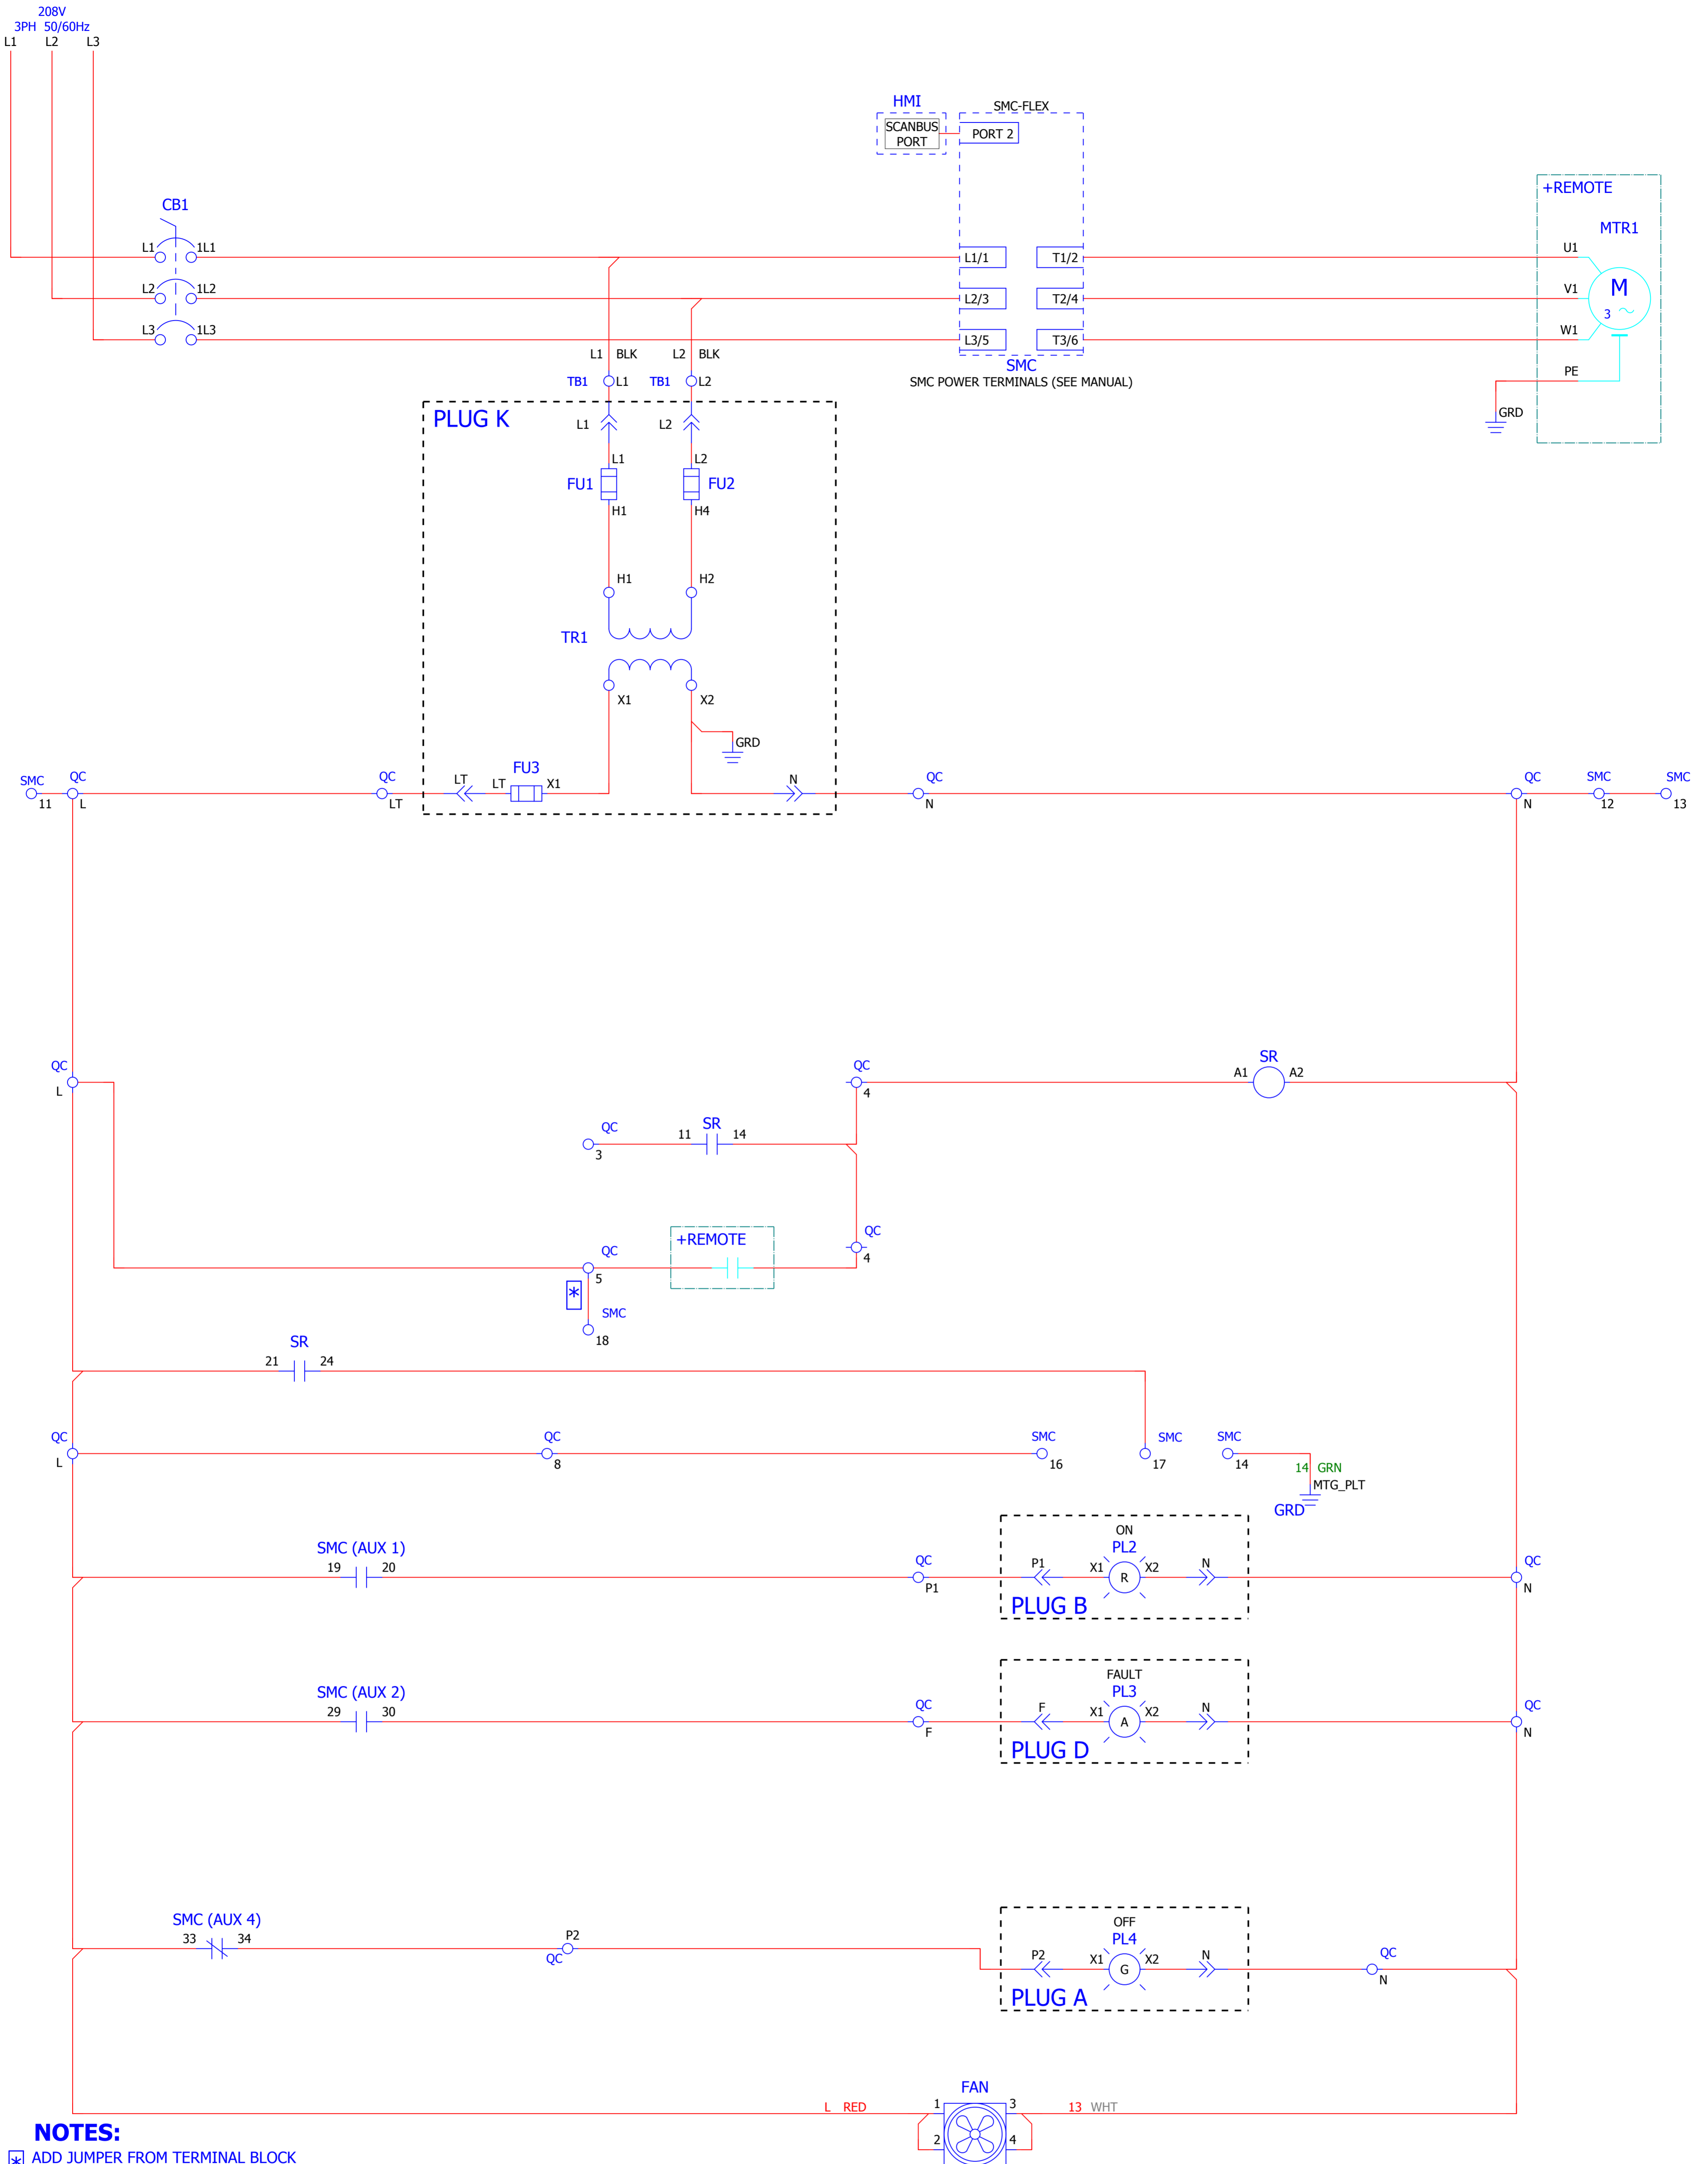 208V
3PH 50/60Hz
L1 L2 L3
HMI
SMC-FLEX
SCANBUS
PORT
PORT 2
+REMOTE
CB1
MTR1
L1 1L1
L1/1 T1/2
U1
M
3
L2 1L2
L2/3 T2/4
V1
L3 1L3
L3/5 T3/6
W1
L1 BLK L2 BLK
SMC
SMC POWER TERMINALS (SEE MANUAL)
PE
GRD
TB1 L1 TB1 L2
PLUG K
L1 L2
L1 L2
FU1 FU2
H1 H4
H1 H2
TR1
X1 X2
GRD
SMC QC QC LT LT FU3 X1 N QC QC SMC SMC
11 L LT N N 12 13
QC QC SR
L 4 A1 A2
QC 11 SR 14
3
QC
+REMOTE
4
QC
5
*
SMC
18
SR
21 24
QC QC SMC SMC SMC
L 8 16 17 14
14 GRN
MTG_PLT
GRD
ON
SMC (AUX 1) PL2
19 20 QC P1 X1 R X2 N QC
P1 N
PLUG B
FAULT
SMC (AUX 2) PL3
29 30 QC F X1 A X2 N QC
F N
PLUG D
OFF
SMC (AUX 4) PL4
33 34 P2 P2 X1 G X2 N QC
QC N
PLUG A
FAN
L RED 1 3 13 WHT
2 4
NOTES:
* ADD JUMPER FROM TERMINAL BLOCK